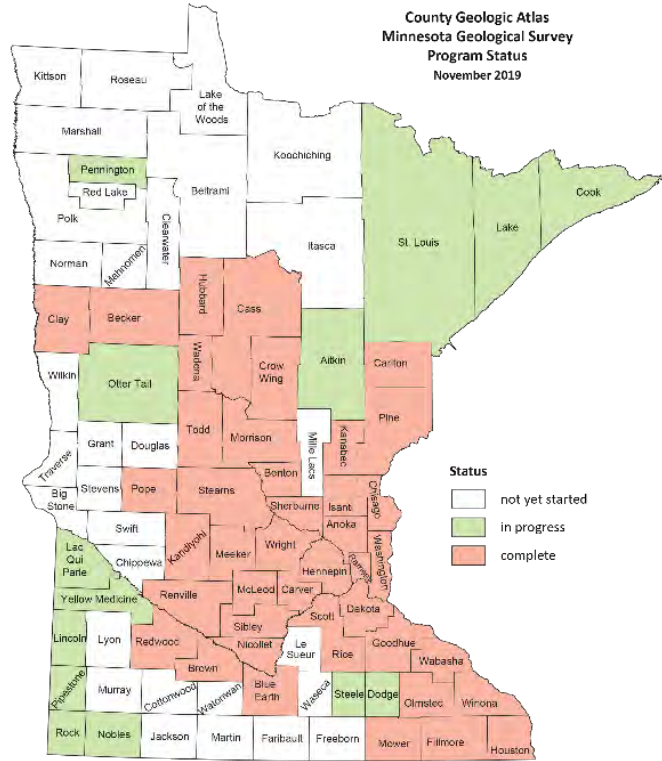 County Geologic Atlas
Minnesota Geological Survey
Program Status
November 2019
Kittson
Roseau
Lake
of the
Woods
Marshall
Koochiching
Pennington
Beltrami
Red Lake
Cook
Polk
Clearwater
St. Louis
Lake
Itasca
Norman
Mahnomen
Hubbard
Cass
Clay
Becker
Wadena
Crow
Wing
Aitkin
Carlton
Wilkin
Otter Tail
Pine
Todd
Morrison
Mille Lacs
Kanabec
Grant
Douglas
Traverse
Benton
Big
Stone
Stevens
Pope
Stearns
Sherburne
Isanti
Chisago
Anoka
Swift
Kandiyohi
Meeker
Wright
Hennepin
Ramsey
Washington
Lac
Qui
Parle
Chippewa
Yellow Medicine
Renville
McLeod
Carver
Scott
Dakota
Sibley
Lincoln
Lyon
Redwood
Nicollet
Le
Sueur
Rice
Goodhue
Wabasha
Brown
Pipestone
Murray
Cottonwood
Watonwan
Blue
Earth
Waseca
Steele
Dodge
Olmsted
Winona
Rock
Nobles
Jackson
Martin
Faribault
Freeborn
Mower
Fillmore
Houston
Status
not yet started
in progress
complete